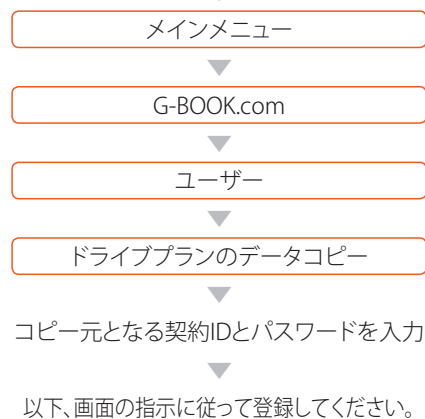 メインメニュー
G-BOOK.com
ユーザー
ドライブプランのデータコピー
コピー元となる契約IDとパスワードを入力
以下、画面の指示に従って登録してください。